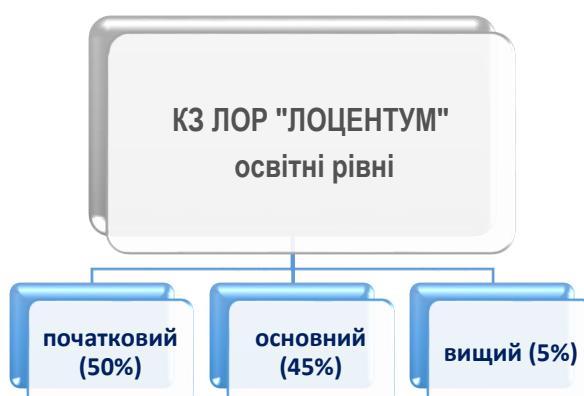 КЗ ЛОР "ЛОЦЕНТУМ"
освітні рівні
початковий
(50%)
основний
(45%)
вищий (5%)